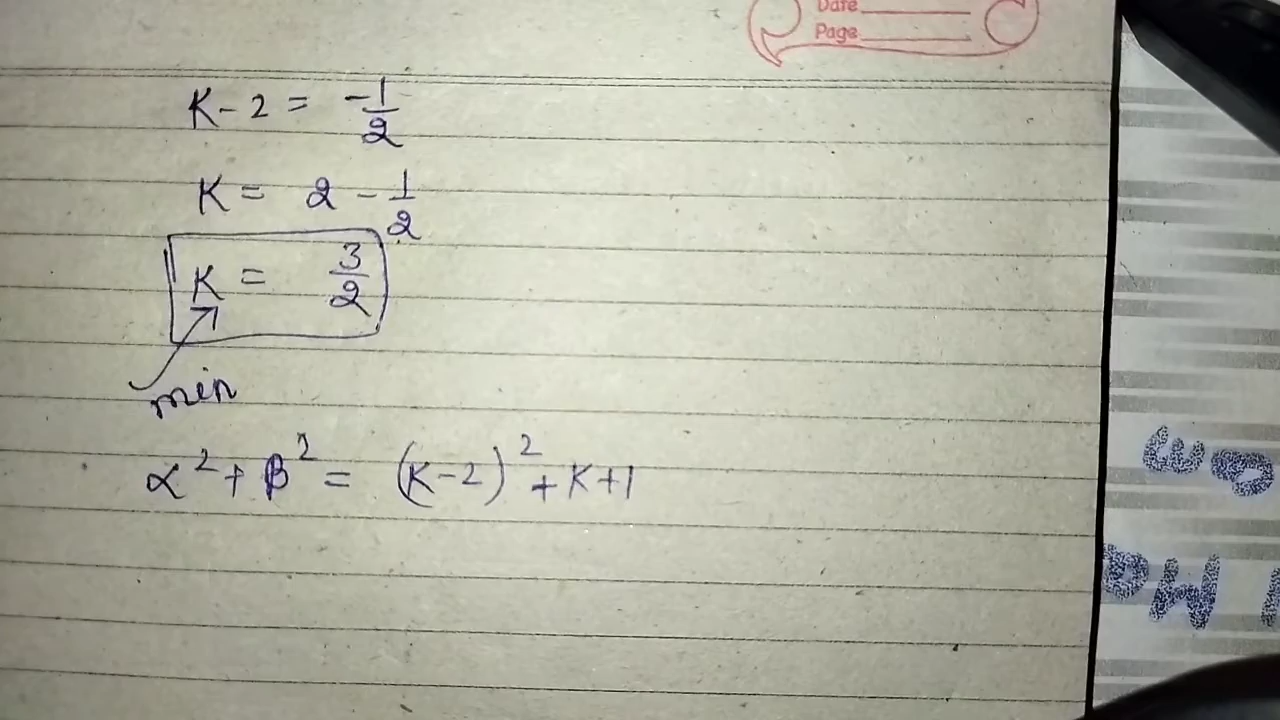 Date
Page
K - 2 = -1/2
K = 2 - 1/2
K = 3/2
min
α² + β² = (K-2)² + K+1